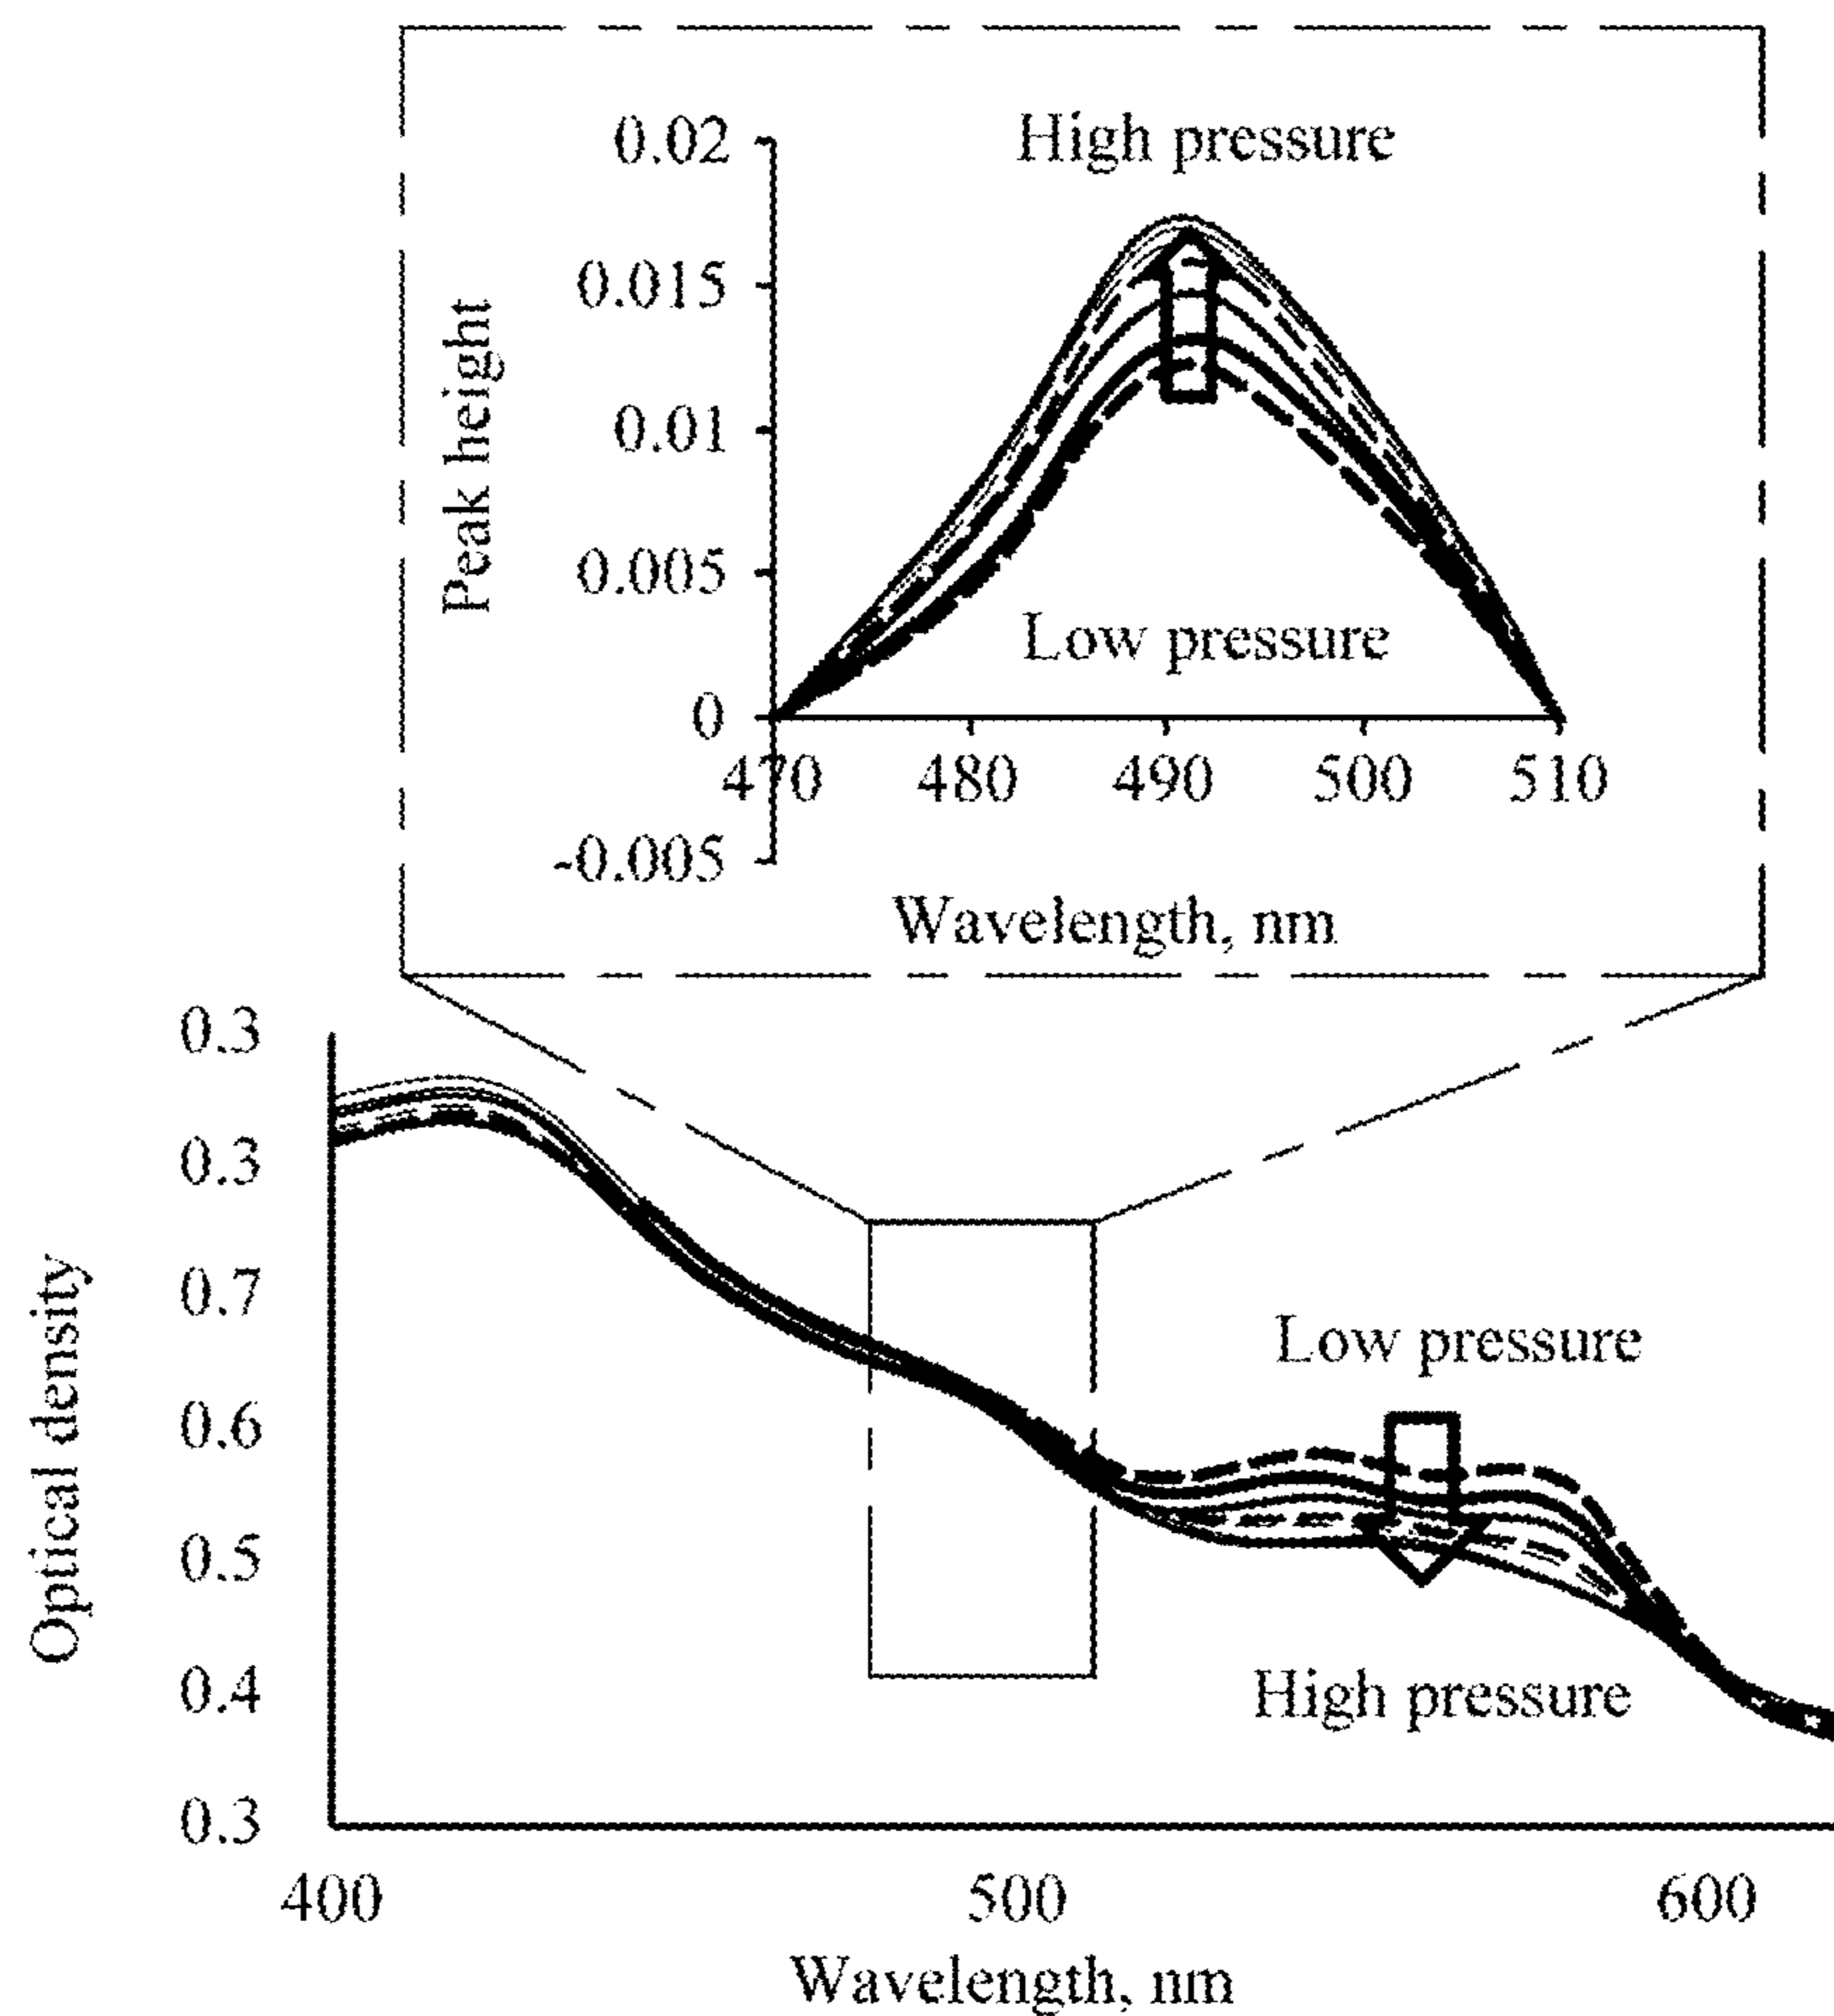 High pressure
0.02
0.015
0.01
0.005
0
-0.005
Peak height
Low pressure
470 480 490 500 510
Wavelength, nm
0.3
0.3
0.7
0.6
0.5
0.4
0.3
Optical density
Low pressure
High pressure
400 500 600
Wavelength, nm